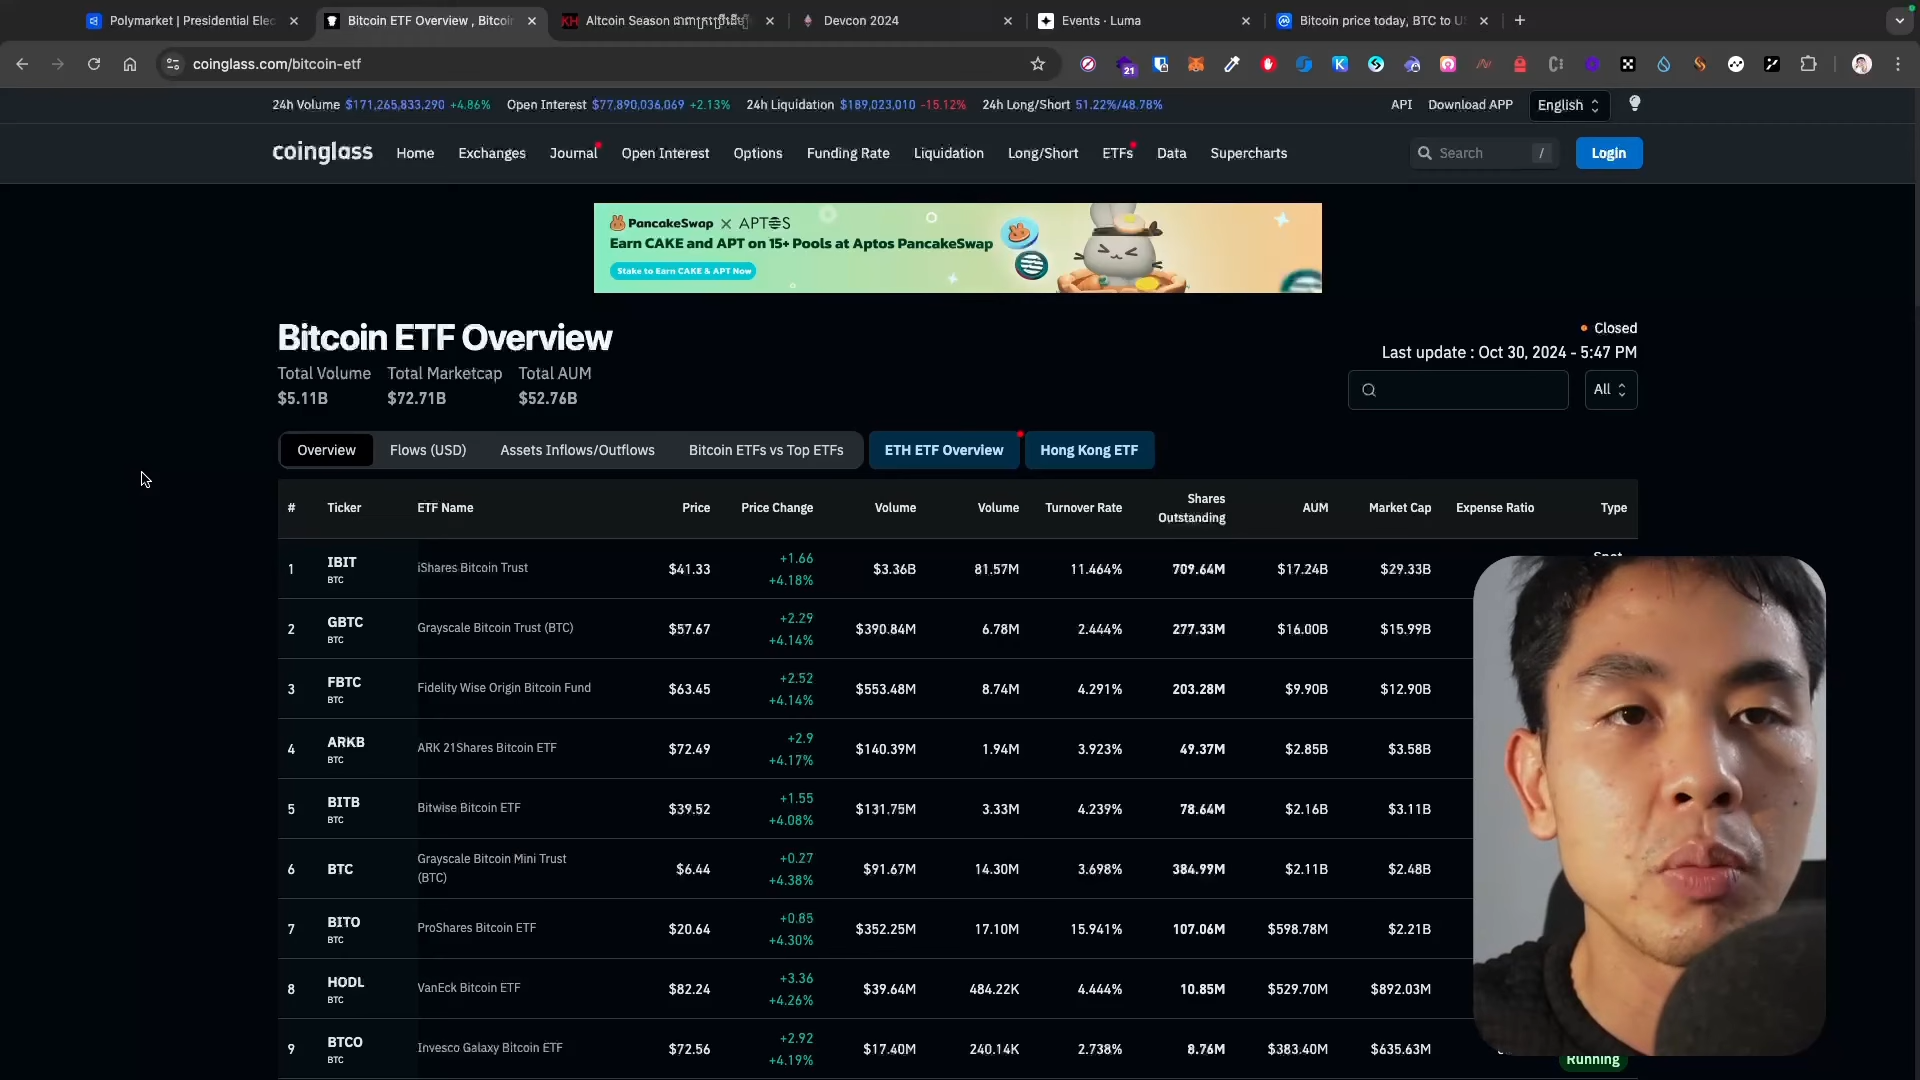 Polymarket | Presidential Elec
Bitcoin ETF Overview , Bitcoi
Devcon 2024
Events · Luma
Bitcoin price today, BTC to U
coinglass.com/bitcoin-etf
21
24h Volume $171,265,833,290 +4.86% Open Interest $77,890,036,069 +2.13% 24h Liquidation $189,023,010 -15.12% 24h Long/Short 51.22%/48.78%
API Download APP English
coinglass Home Exchanges Journal Open Interest Options Funding Rate Liquidation Long/Short ETFs Data Supercharts Search / Login
PancakeSwap X APTOS
Earn CAKE and APT on 15+ Pools at Aptos PancakeSwap
Stake to Earn CAKE & APT Now
Bitcoin ETF Overview
Closed
Last update : Oct 30, 2024 - 5:47 PM
Total Volume Total Marketcap Total AUM
$5.11B $72.71B $52.76B
All
Overview Flows (USD) Assets Inflows/Outflows Bitcoin ETFs vs Top ETFs ETH ETF Overview Hong Kong ETF
# Ticker ETF Name Price Price Change Volume Volume Turnover Rate Shares Outstanding AUM Market Cap Expense Ratio Type
1 IBIT BTC iShares Bitcoin Trust $41.33 +1.66 +4.18% $3.36B 81.57M 11.464% 709.64M $17.24B $29.33B
2 GBTC BTC Grayscale Bitcoin Trust (BTC) $57.67 +2.29 +4.14% $390.84M 6.78M 2.444% 277.33M $16.00B $15.99B
3 FBTC BTC Fidelity Wise Origin Bitcoin Fund $63.45 +2.52 +4.14% $553.48M 8.74M 4.291% 203.28M $9.90B $12.90B
4 ARKB BTC ARK 21Shares Bitcoin ETF $72.49 +2.9 +4.17% $140.39M 1.94M 3.923% 49.37M $2.85B $3.58B
5 BITB BTC Bitwise Bitcoin ETF $39.52 +1.55 +4.08% $131.75M 3.33M 4.239% 78.64M $2.16B $3.11B
6 BTC Grayscale Bitcoin Mini Trust (BTC) $6.44 +0.27 +4.38% $91.67M 14.30M 3.698% 384.99M $2.11B $2.48B
7 BITO BTC ProShares Bitcoin ETF $20.64 +0.85 +4.30% $352.25M 17.10M 15.941% 107.06M $598.78M $2.21B
8 HODL BTC VanEck Bitcoin ETF $82.24 +3.36 +4.26% $39.64M 484.22K 4.444% 10.85M $529.70M $892.03M
9 BTCO BTC Invesco Galaxy Bitcoin ETF $72.56 +2.92 +4.19% $17.40M 240.14K 2.738% 8.76M $383.40M $635.63M
Running